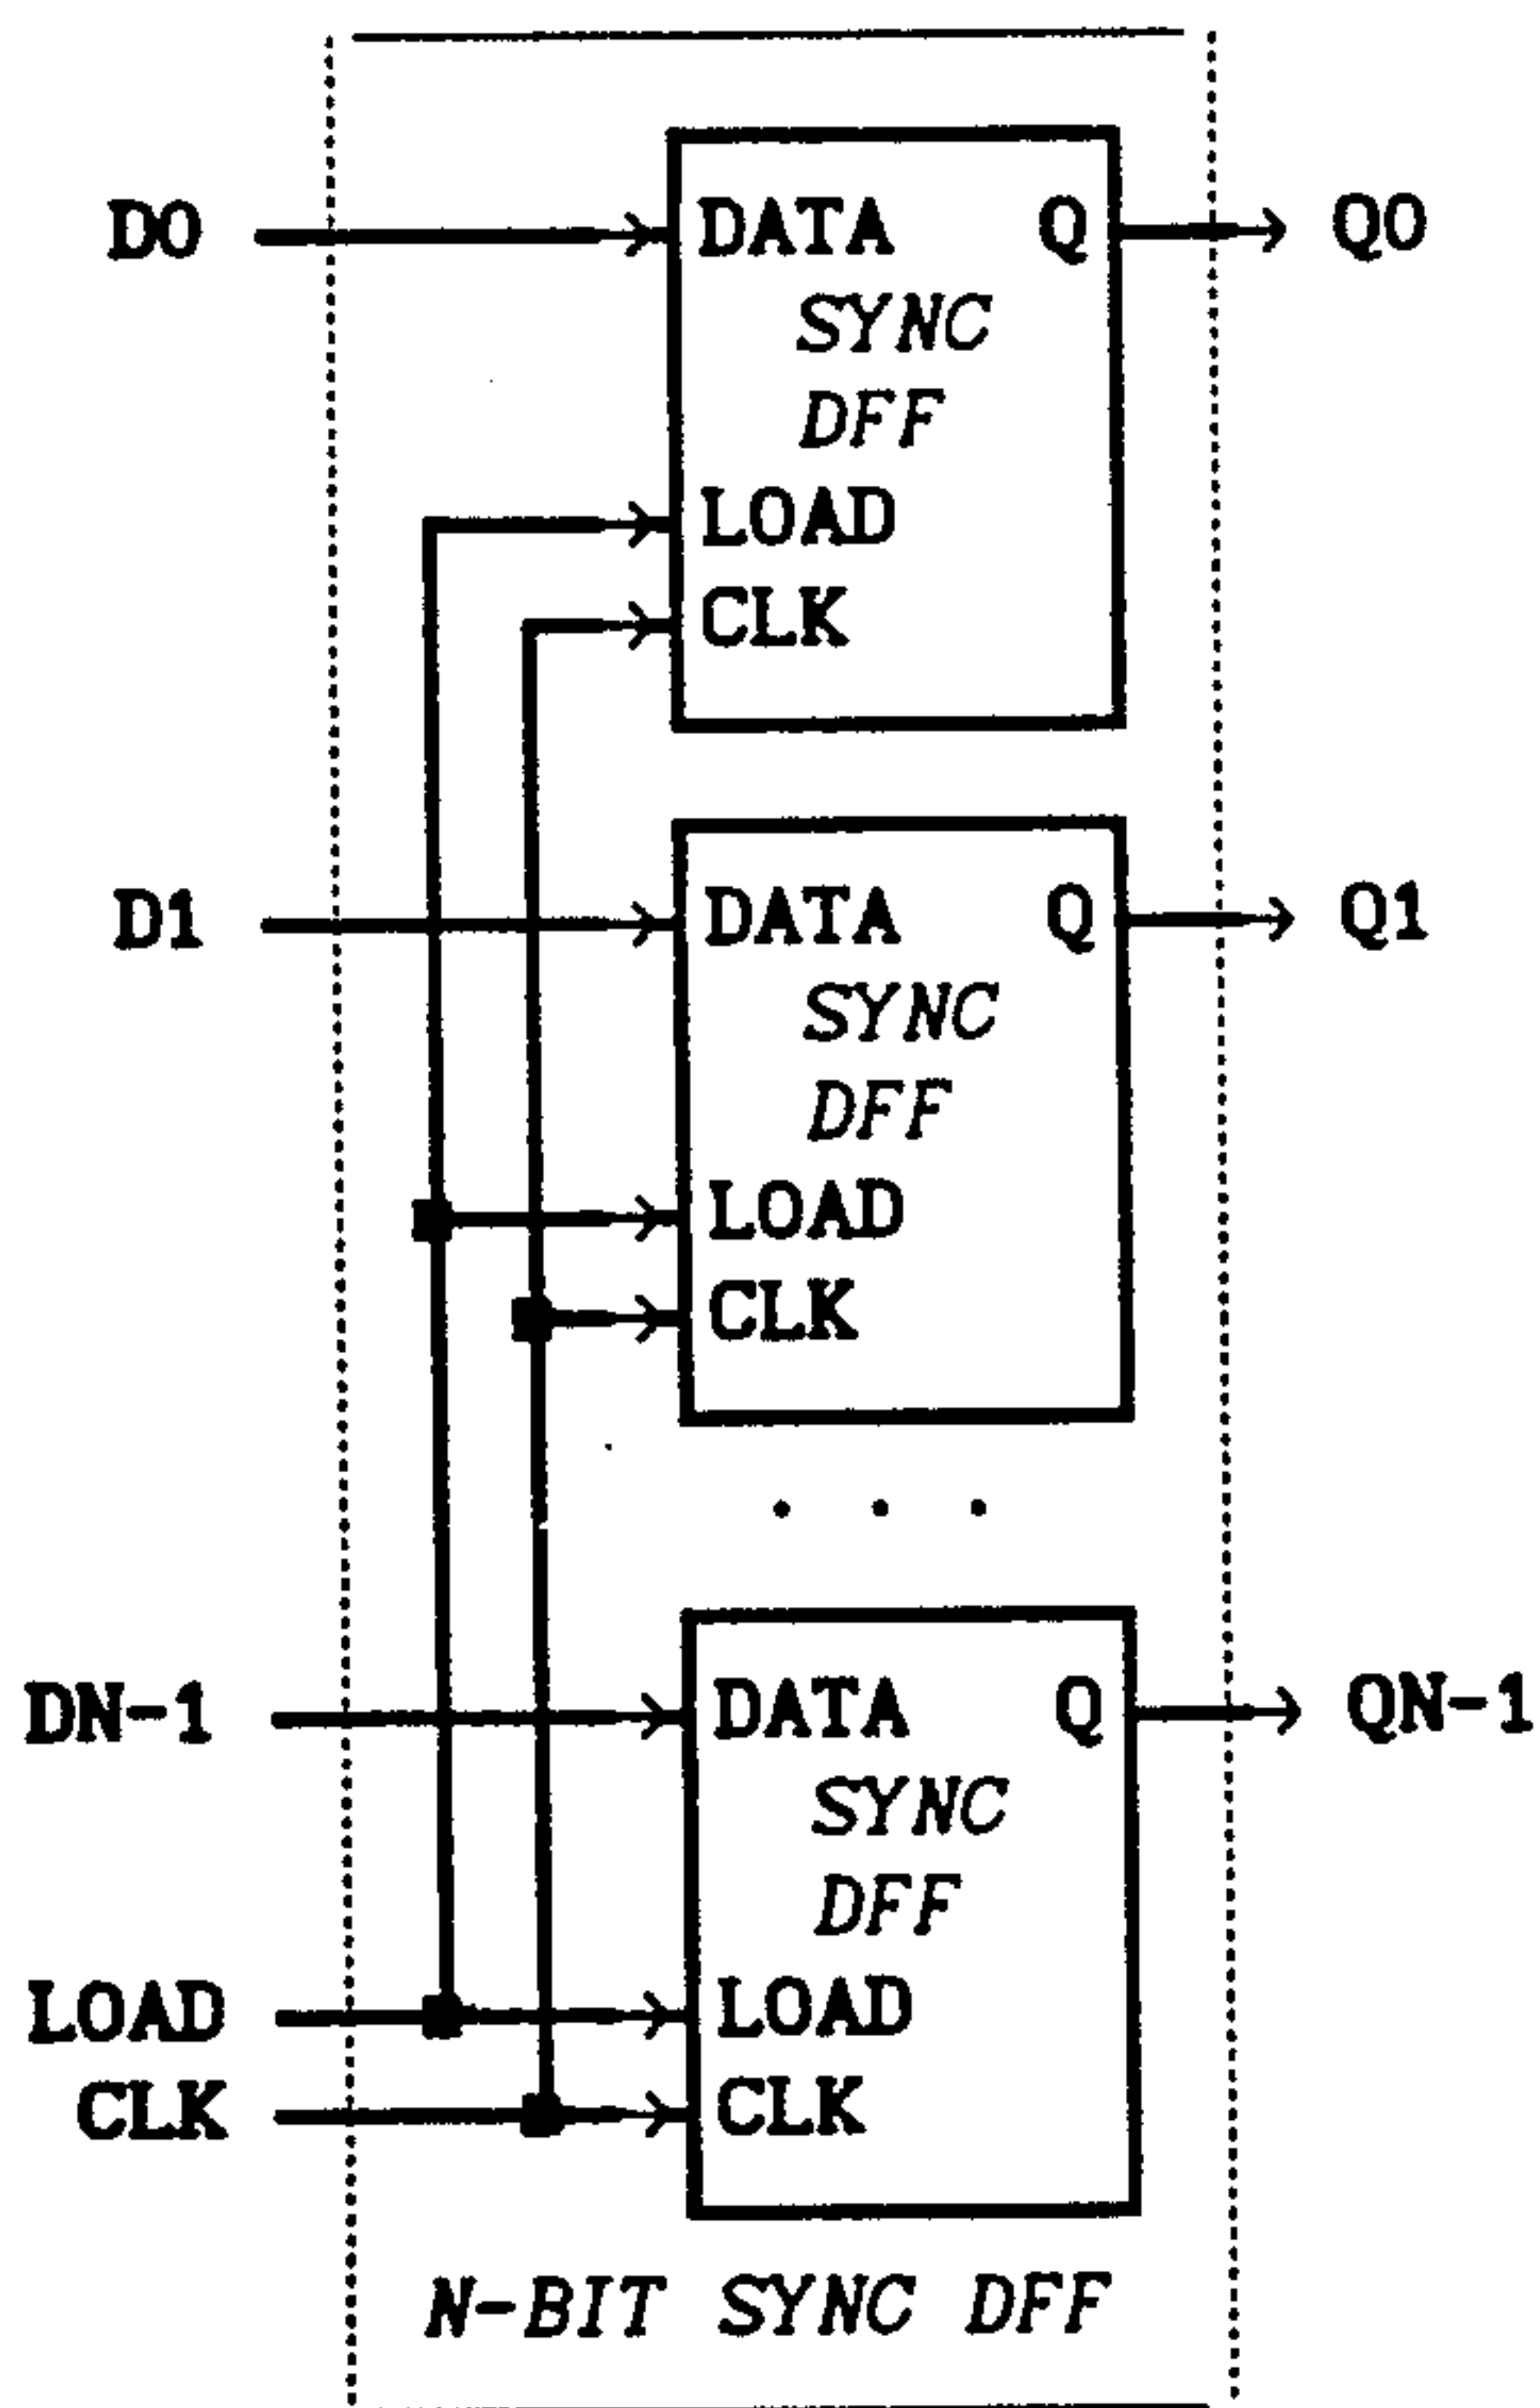 D0 DATA Q Q0
SYNC
DFF
LOAD
CLK
D1 DATA Q Q1
SYNC
DFF
LOAD
CLK
. . .
DN-1 DATA Q QN-1
SYNC
DFF
LOAD LOAD
CLK CLK
N-BIT SYNC DFF